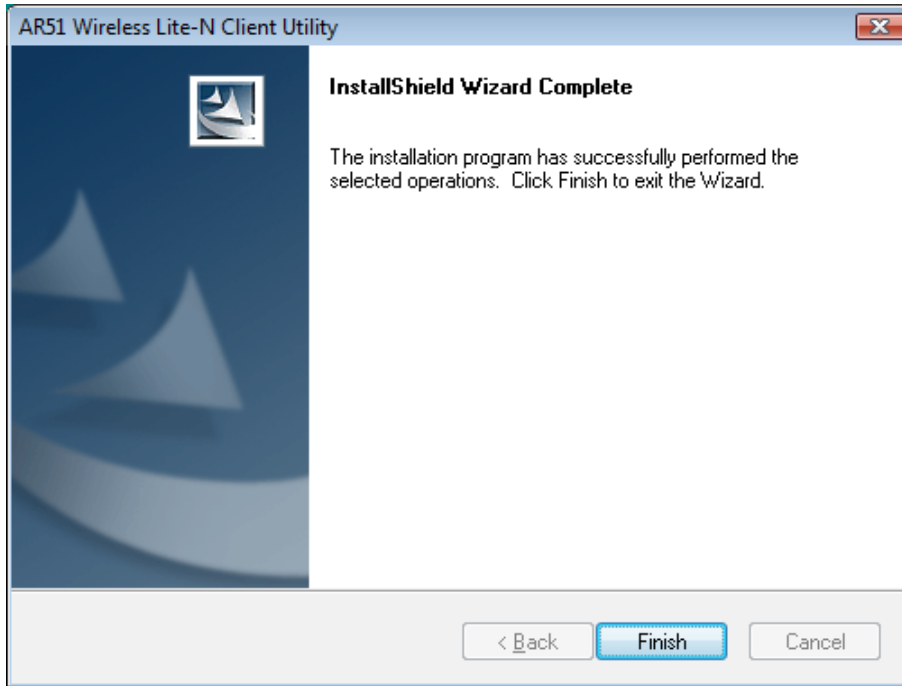 AR51 Wireless Lite-N Client Utility
InstallShield Wizard Complete
The installation program has successfully performed the
selected operations.  Click Finish to exit the Wizard.
< Back
Finish
Cancel